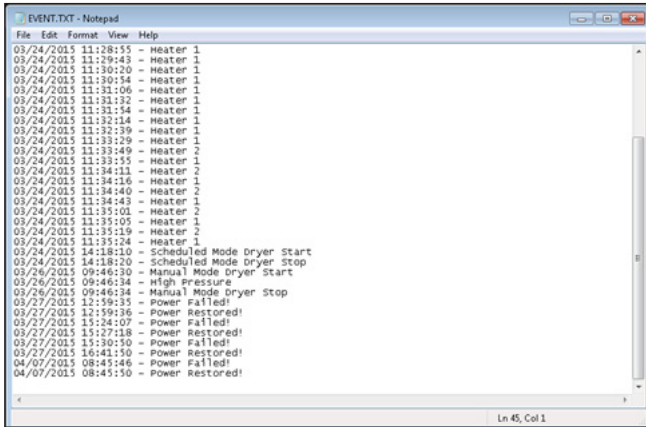 EVENT.TXT - Notepad
File Edit Format View Help
03/24/2015 11:28:55 - Heater 1
03/24/2015 11:29:43 - Heater 1
03/24/2015 11:30:20 - Heater 1
03/24/2015 11:30:54 - Heater 1
03/24/2015 11:31:06 - Heater 1
03/24/2015 11:31:32 - Heater 1
03/24/2015 11:31:54 - Heater 1
03/24/2015 11:32:14 - Heater 1
03/24/2015 11:32:39 - Heater 1
03/24/2015 11:33:29 - Heater 1
03/24/2015 11:33:49 - Heater 2
03/24/2015 11:33:55 - Heater 1
03/24/2015 11:34:11 - Heater 2
03/24/2015 11:34:16 - Heater 1
03/24/2015 11:34:40 - Heater 2
03/24/2015 11:34:43 - Heater 1
03/24/2015 11:35:01 - Heater 2
03/24/2015 11:35:05 - Heater 1
03/24/2015 11:35:19 - Heater 2
03/24/2015 11:35:24 - Heater 1
03/24/2015 14:18:10 - Scheduled Mode Dryer Start
03/24/2015 14:18:20 - Scheduled Mode Dryer Stop
03/26/2015 09:46:30 - Manual Mode Dryer Start
03/26/2015 09:46:34 - High Pressure
03/26/2015 09:46:34 - Manual Mode Dryer Stop
03/27/2015 12:59:35 - Power Failed!
03/27/2015 12:59:36 - Power Restored!
03/27/2015 15:24:07 - Power Failed!
03/27/2015 15:27:18 - Power Restored!
03/27/2015 15:30:50 - Power Failed!
03/27/2015 16:41:50 - Power Restored!
04/07/2015 08:45:46 - Power Failed!
04/07/2015 08:45:50 - Power Restored!
Ln 45, Col 1